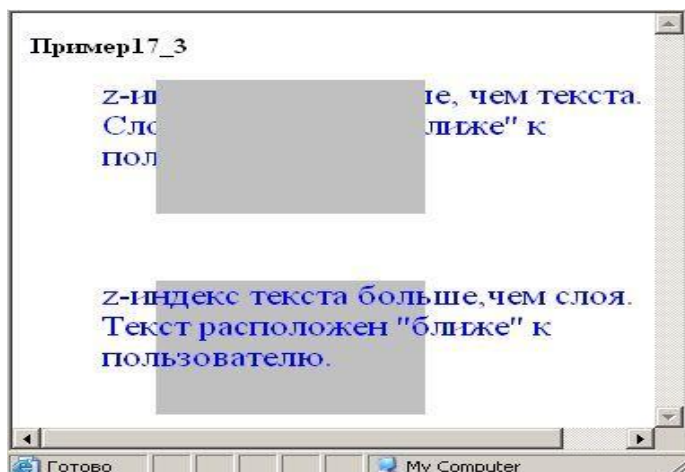 Пример17_3
z-ин е, чем текста.
Сло лиже" к
пол
z-индекс текста больше,чем слоя.
Текст расположен "ближе" к
пользователю.
Готово
My Computer